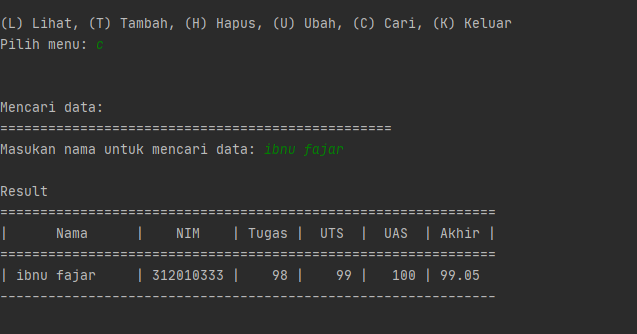 (L) Lihat, (T) Tambah, (H) Hapus, (U) Ubah, (C) Cari, (K) Keluar
Pilih menu: c
Mencari data:
=================================================
Masukan nama untuk mencari data: ibnu fajar
Result
==============================================================
|      Nama      |    NIM    | Tugas |  UTS  |  UAS  | Akhir |
==============================================================
| ibnu fajar     | 312010333 |    98 |    99 |   100 | 99.05
--------------------------------------------------------------